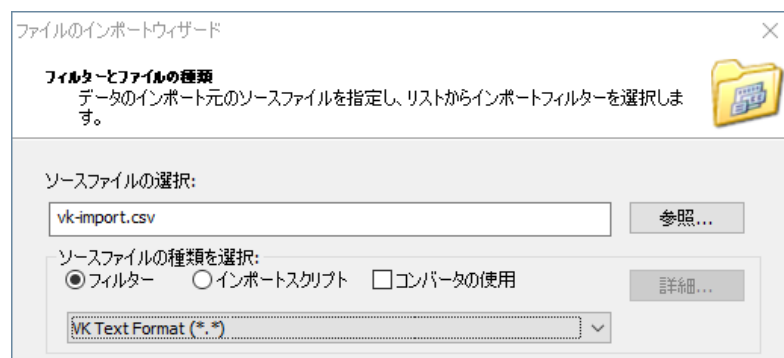 ファイルのインポートウィザード
フィルターとファイルの種類
データのインポート元のソースファイルを指定し、リストからインポートフィルターを選択しま
す。
ソースファイルの選択:
vk-import.csv
参照...
ソースファイルの種類を選択:
フィルター インポートスクリプト コンバータの使用
詳細...
VK Text Format (*.*)